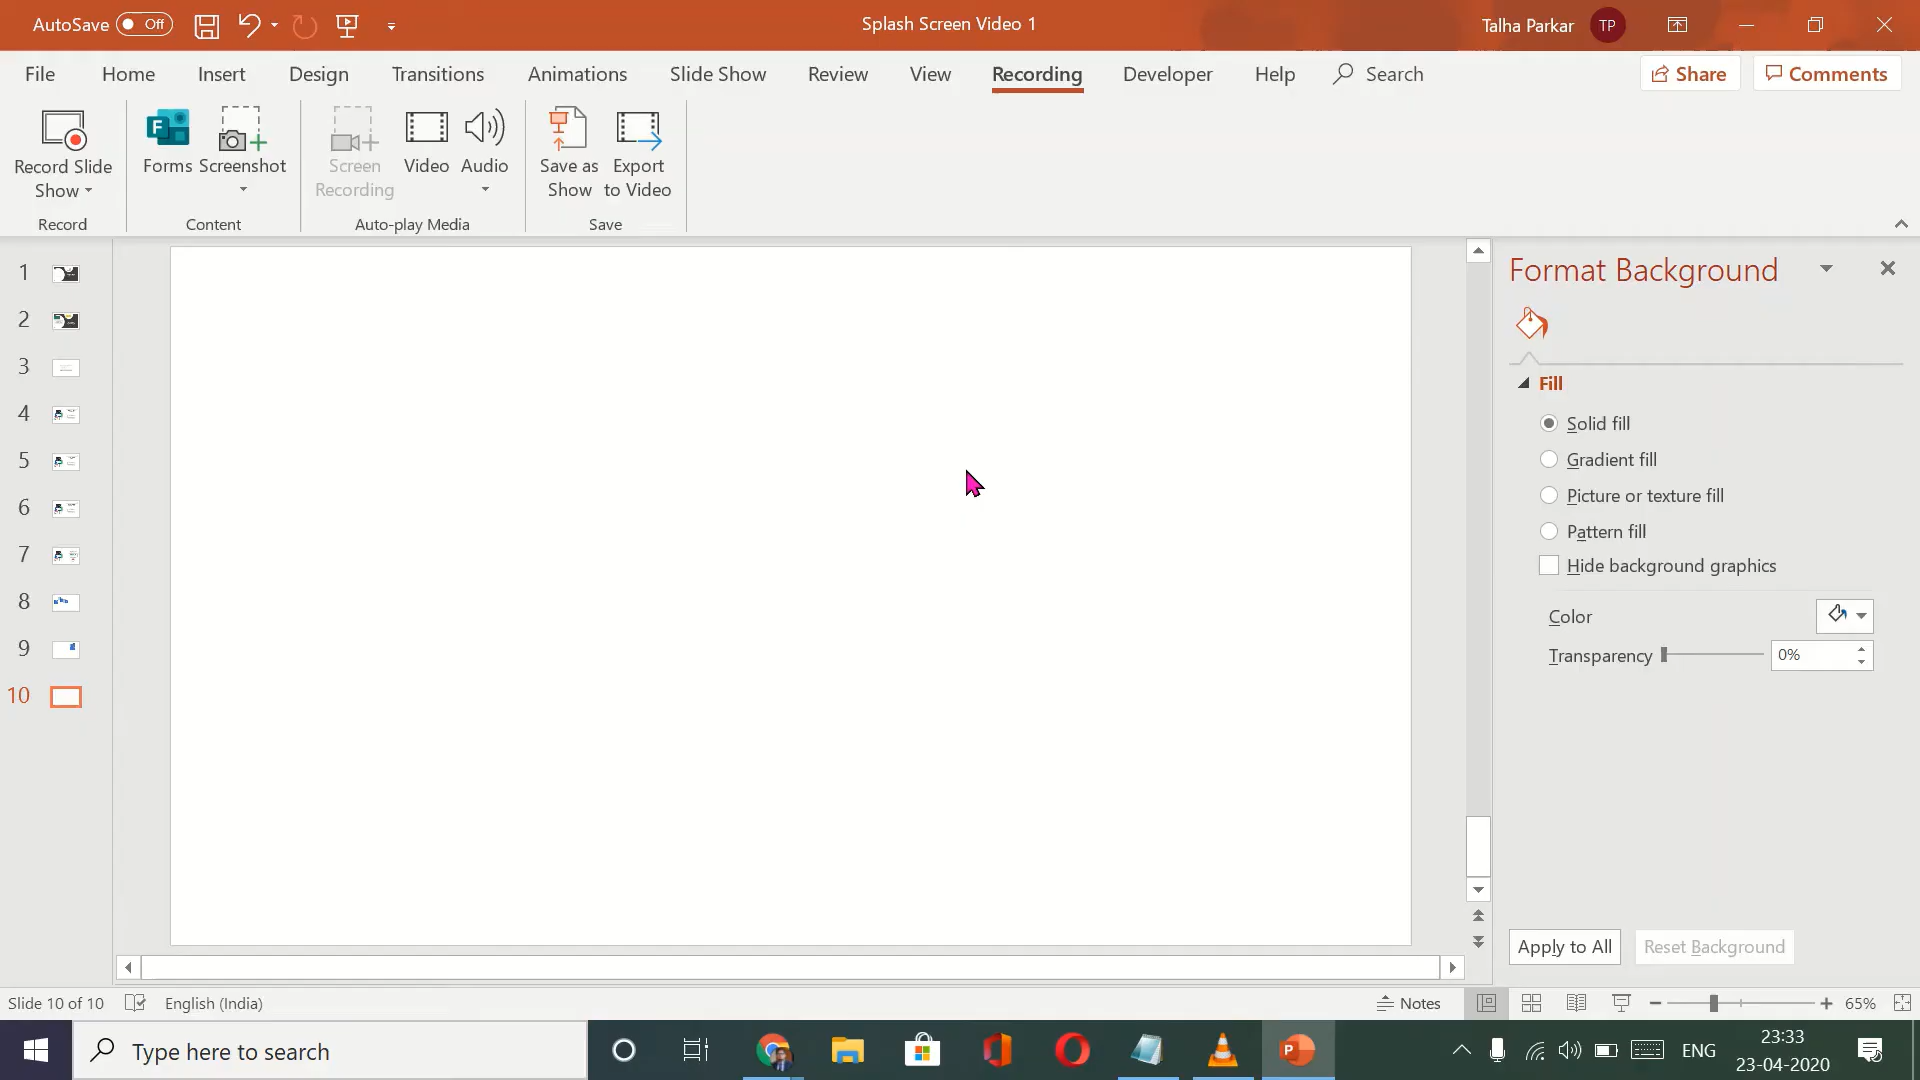 AutoSave Off
Splash Screen Video 1
Talha Parkar TP
File Home Insert Design Transitions Animations Slide Show Review View Recording Developer Help Search
Share Comments
Record Slide Show
Forms
Screenshot
Screen Recording
Video
Audio
Save as Show
Export to Video
Record
Content
Auto-play Media
Save
1
2
3
4
5
6
7
8
9
10
Format Background
Fill
Solid fill
Gradient fill
Picture or texture fill
Pattern fill
Hide background graphics
Color
Transparency 0%
Apply to All Reset Background
Slide 10 of 10 English (India) Notes 65%
Type here to search
ENG
23:33
23-04-2020